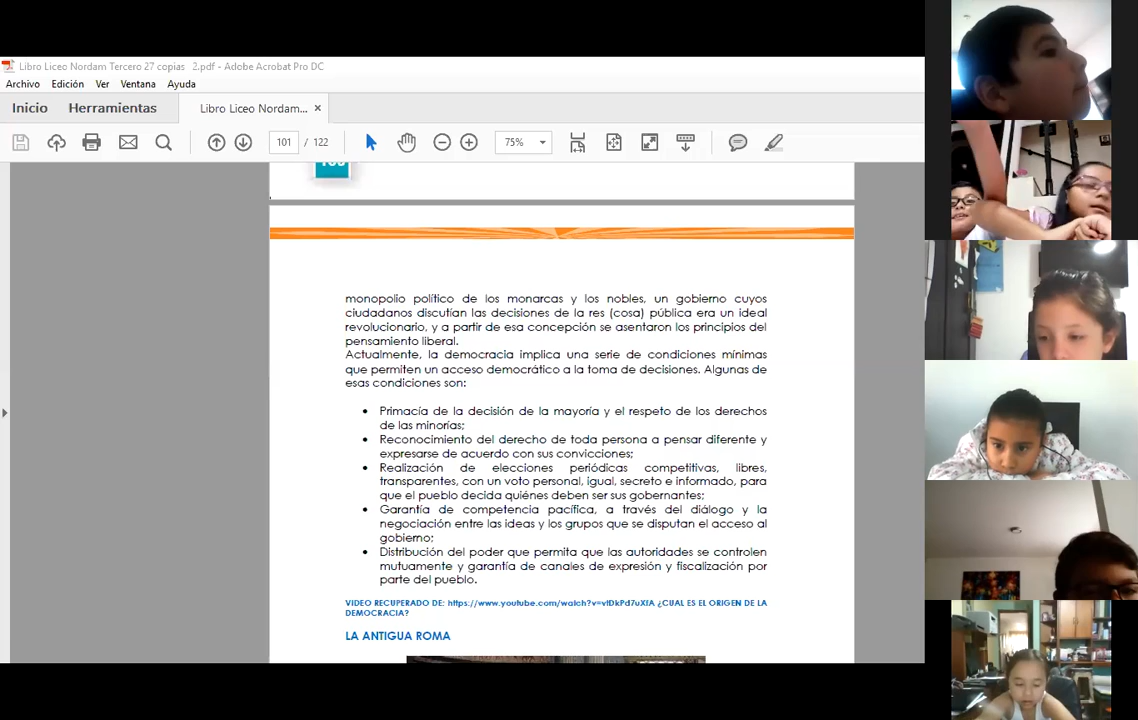 Libro Liceo Nordam Tercero 27 copias 2.pdf - Adobe Acrobat Pro DC
Archivo Edición Ver Ventana Ayuda
Inicio Herramientas Libro Liceo Nordam... ×
101 / 122 75%
monopolio político de los monarcas y los nobles, un gobierno cuyos
ciudadanos discutían las decisiones de la res (cosa) pública era un ideal
revolucionario, y a partir de esa concepción se asentaron los principios del
pensamiento liberal.
Actualmente, la democracia implica una serie de condiciones mínimas
que permiten un acceso democrático a la toma de decisiones. Algunas de
esas condiciones son:
• Primacía de la decisión de la mayoría y el respeto de los derechos
de las minorías;
• Reconocimiento del derecho de toda persona a pensar diferente y
expresarse de acuerdo con sus convicciones;
• Realización de elecciones periódicas competitivas, libres,
transparentes, con un voto personal, igual, secreto e informado, para
que el pueblo decida quiénes deben ser sus gobernantes;
• Garantía de competencia pacífica, a través del diálogo y la
negociación entre las ideas y los grupos que se disputan el acceso al
gobierno;
• Distribución del poder que permita que las autoridades se controlen
mutuamente y garantía de canales de expresión y fiscalización por
parte del pueblo.
VIDEO RECUPERADO DE: https://www.youtube.com/watch?v=vIDkPd7uXIA ¿CUAL ES EL ORIGEN DE LA
DEMOCRACIA?
LA ANTIGUA ROMA